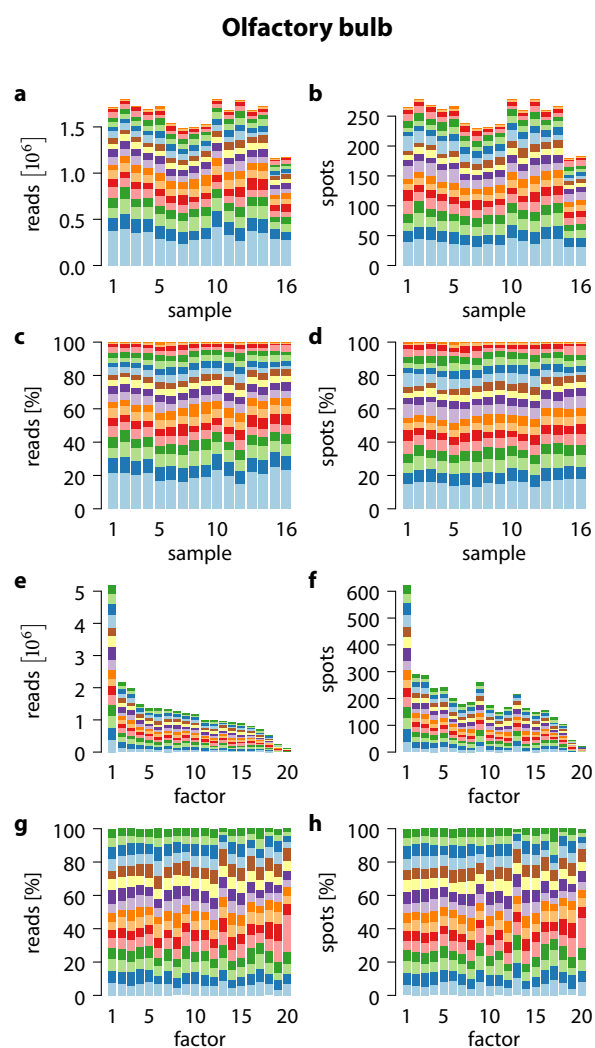 Olfactory bulb
a
reads [10⁶]
1.5
1.0
0.5
0.0
1 5 10 16
sample
b
spots
250
200
150
100
50
0
1 5 10 16
sample
c
reads [%]
100
80
60
40
20
0
1 5 10 16
sample
d
spots [%]
100
80
60
40
20
0
1 5 10 16
sample
e
reads [10⁶]
5
4
3
2
1
0
1 5 10 15 20
factor
f
spots
600
500
400
300
200
100
0
1 5 10 15 20
factor
g
reads [%]
100
80
60
40
20
0
1 5 10 15 20
factor
h
spots [%]
100
80
60
40
20
0
1 5 10 15 20
factor